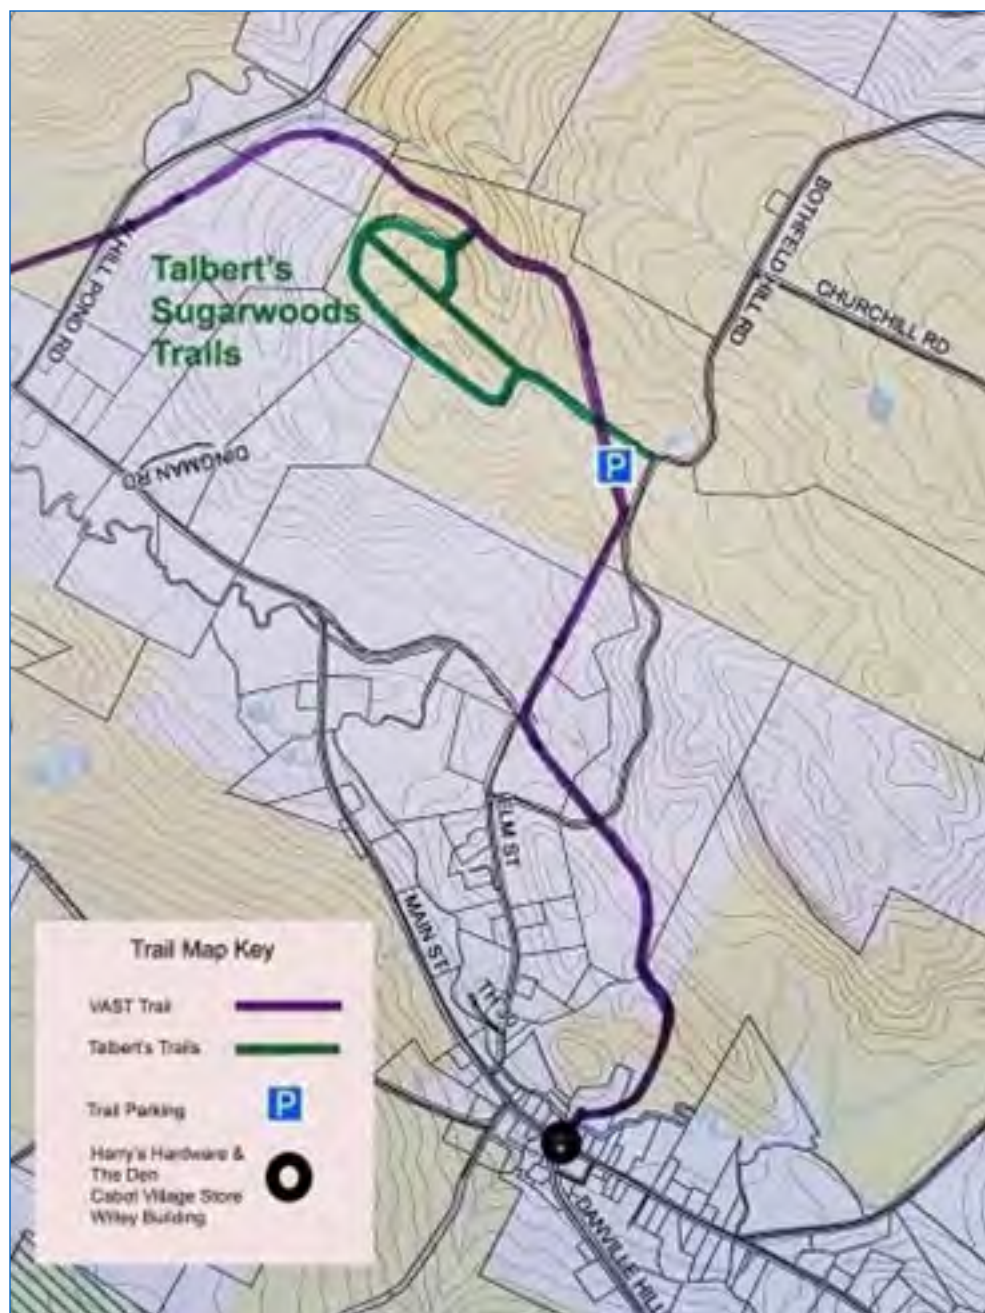 BOTHFELD HILL RD
CHURCHILL RD
HILL POND RD
Talbert's
Sugarwoods
Trails
DINGMAN RD
P
ELM ST
MAIN ST
TH
DANVILLE HILL
Trail Map Key
VAST Trail
Talbert's Trails
Trail Parking
P
Harry's Hardware &
The Den
Cabot Village Store
Willey Building